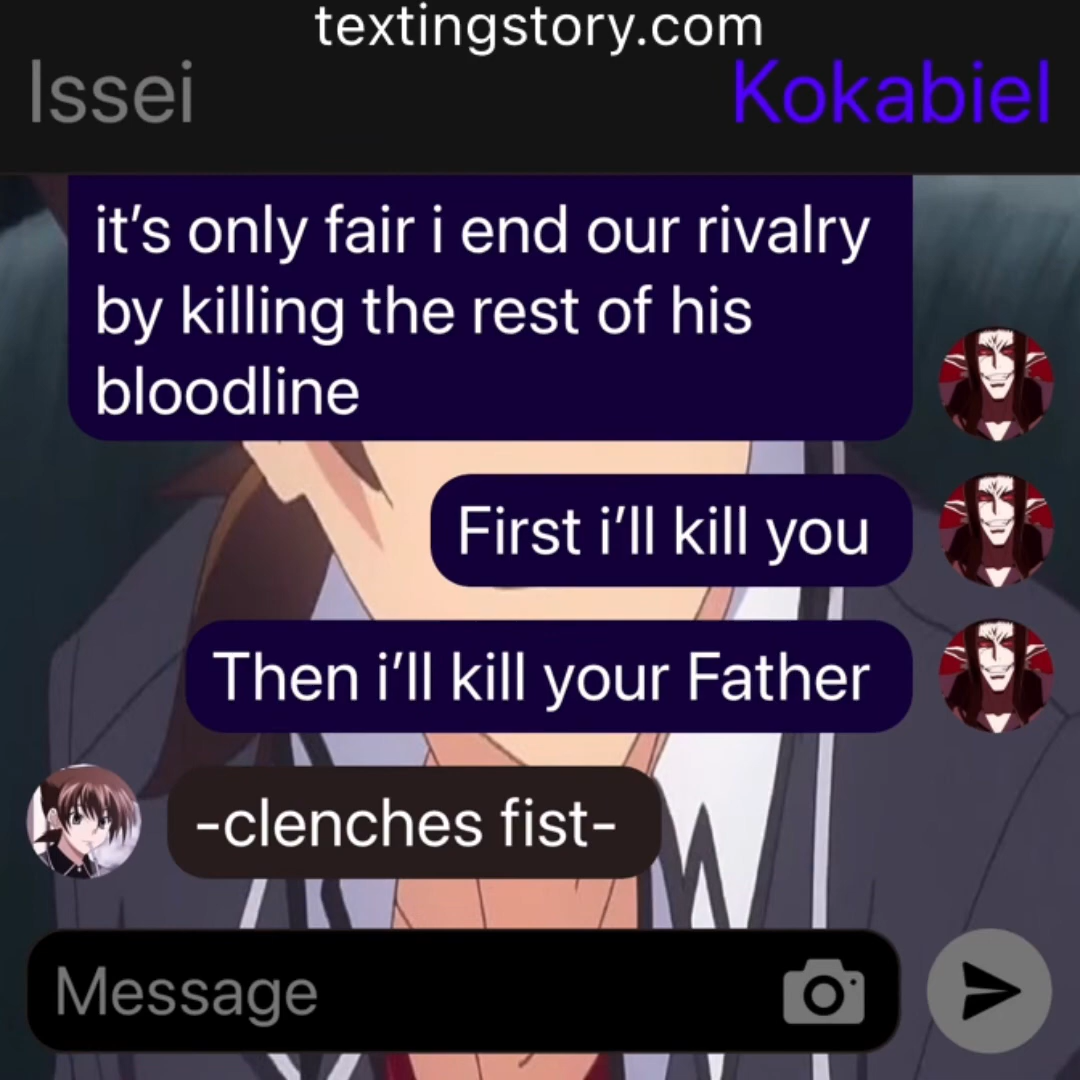 textingstory.com
Issei
Kokabiel
it’s only fair i end our rivalry
by killing the rest of his
bloodline
First i’ll kill you
Then i’ll kill your Father
-clenches fist-
Message